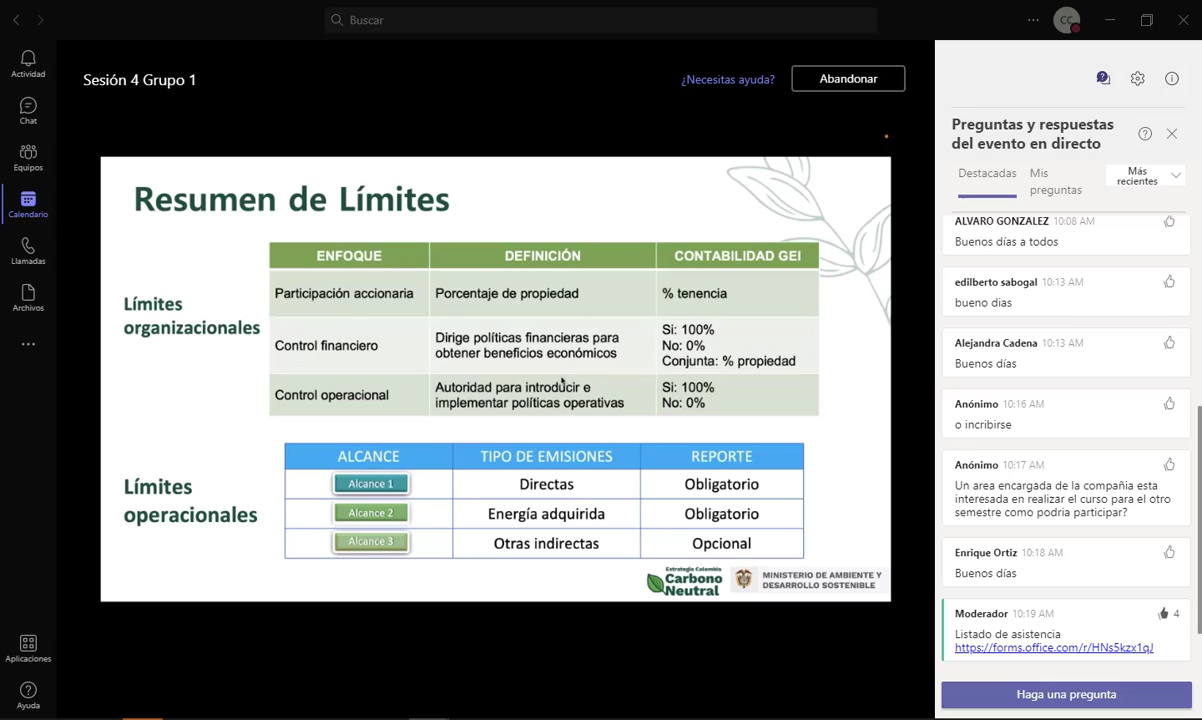 Buscar
CC
Actividad
Chat
Equipos
Calendario
Llamadas
Archivos
Aplicaciones
Ayuda
Sesión 4 Grupo 1
¿Necesitas ayuda?
Abandonar
Resumen de Límites
Límites
organizacionales
ENFOQUE DEFINICIÓN CONTABILIDAD GEI
Participación accionaria Porcentaje de propiedad % tenencia
Control financiero
Dirige políticas financieras para
obtener beneficios económicos
Si: 100%
No: 0%
Conjunta: % propiedad
Control operacional
Autoridad para introducir e
implementar políticas operativas
Si: 100%
No: 0%
Límites
operacionales
ALCANCE TIPO DE EMISIONES REPORTE
Alcance 1 Directas Obligatorio
Alcance 2 Energía adquirida Obligatorio
Alcance 3 Otras indirectas Opcional
Estrategia Colombia
Carbono
Neutral
MINISTERIO DE AMBIENTE Y
DESARROLLO SOSTENIBLE
Preguntas y respuestas
del evento en directo
Destacadas
Mis
preguntas
Más
recientes
ALVARO GONZALEZ 10:08 AM
Buenos días a todos
edilberto sabogal 10:13 AM
bueno dias
Alejandra Cadena 10:13 AM
Buenos días
Anónimo 10:16 AM
o incribirse
Anónimo 10:17 AM
Un area encargada de la compañia esta
interesada en realizar el curso para el otro
semestre como podria participar?
Enrique Ortiz 10:18 AM
Buenos días
Moderador 10:19 AM 4
Listado de asistencia
https://forms.office.com/r/HNs5kzx1qJ
Haga una pregunta